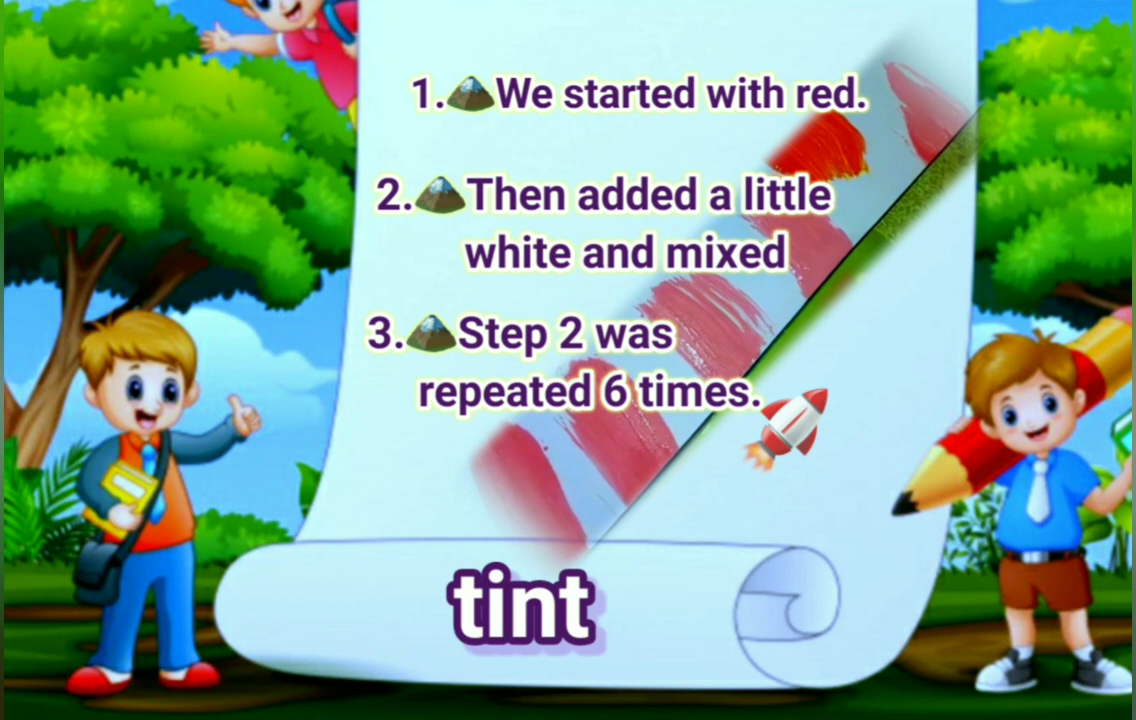 1.⛰️We started with red.
2.⛰️Then added a little
white and mixed
3.⛰️Step 2 was
repeated 6 times.
tint